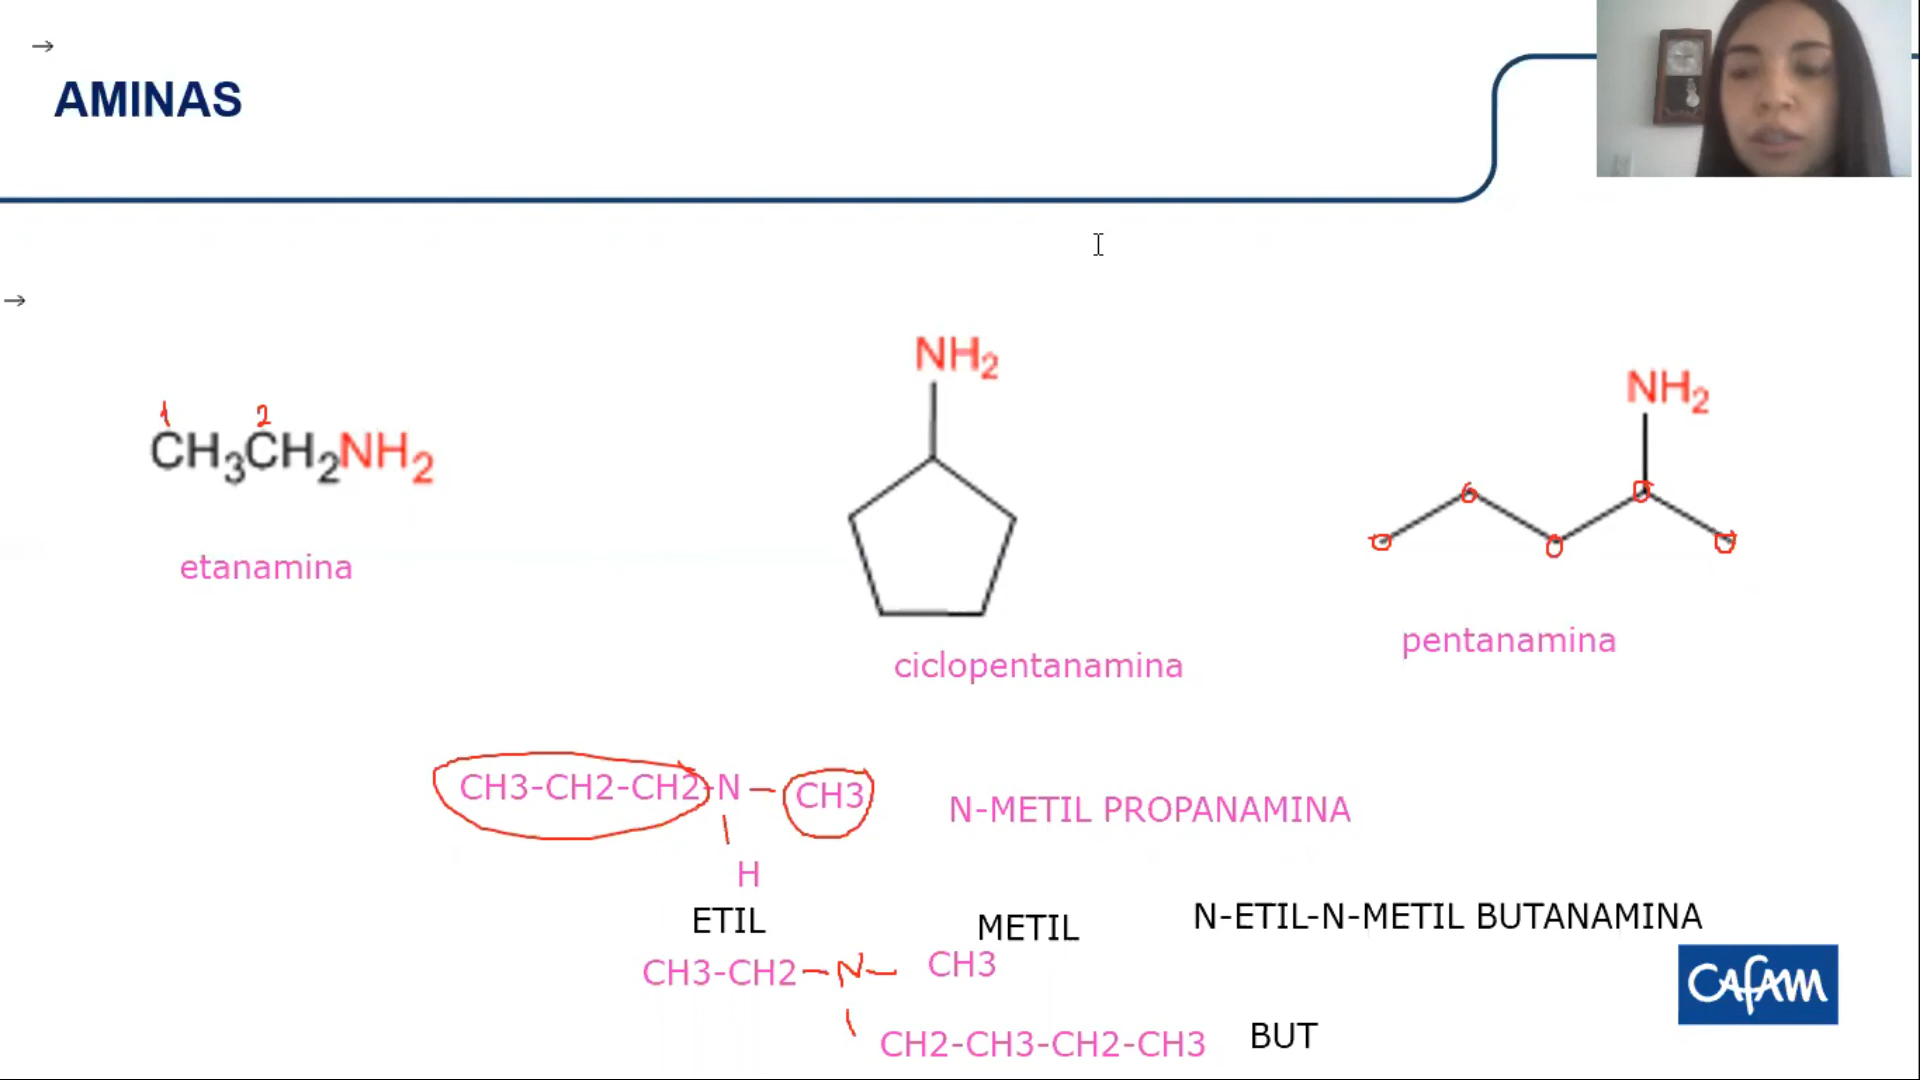 →
AMINAS
→
1 2
CH3CH2NH2
etanamina
NH2
ciclopentanamina
NH2
pentanamina
CH3-CH2-CH2-N — CH3
H
N-METIL PROPANAMINA
ETIL
METIL
N-ETIL-N-METIL BUTANAMINA
CH3-CH2-N- CH3
CH2-CH3-CH2-CH3
BUT
CAFAM